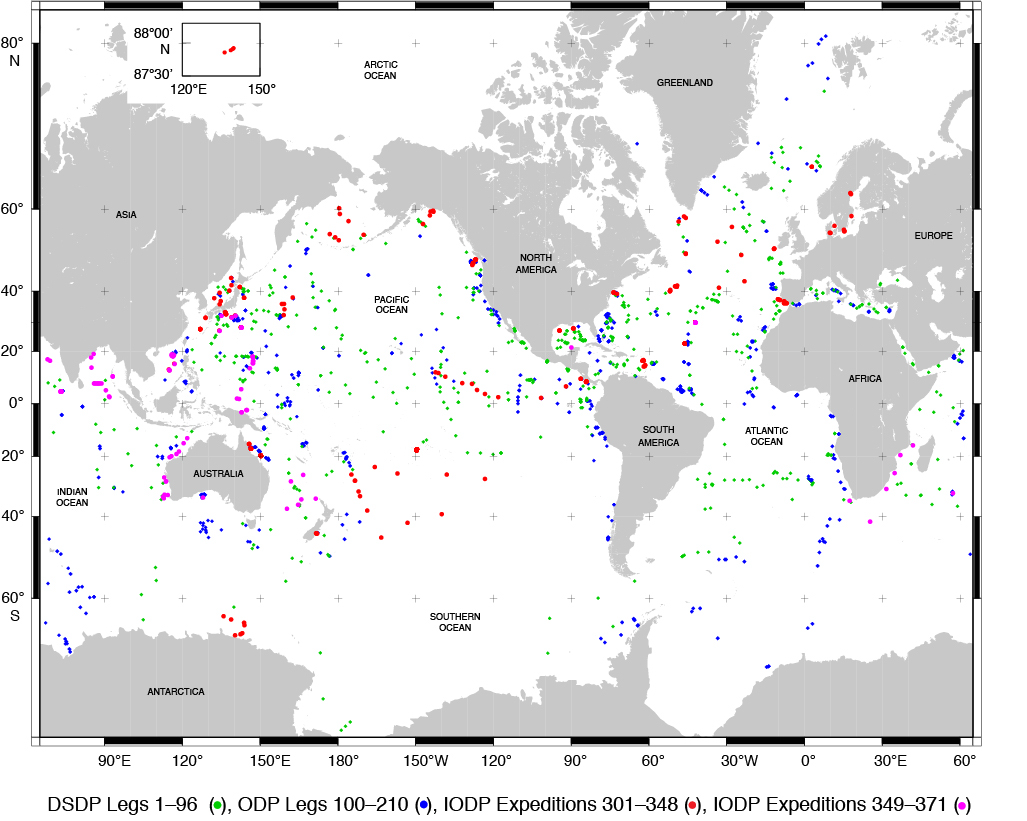 88°00'
N
87°30'
120°E 150°
80°
N
60°
40°
20°
0°
20°
40°
60°
S
ARCTIC
OCEAN
GREENLAND
ASIA
EUROPE
NORTH
AMERICA
PACIFIC
OCEAN
AFRICA
SOUTH
AMERICA
ATLANTIC
OCEAN
AUSTRALIA
INDIAN
OCEAN
SOUTHERN
OCEAN
ANTARCTICA
90°E 120° 150°E 180° 150°W 120° 90° 60° 30°W 0° 30°E 60°
DSDP Legs 1–96 (●), ODP Legs 100–210 (●), IODP Expeditions 301–348 (●), IODP Expeditions 349–371 (●)